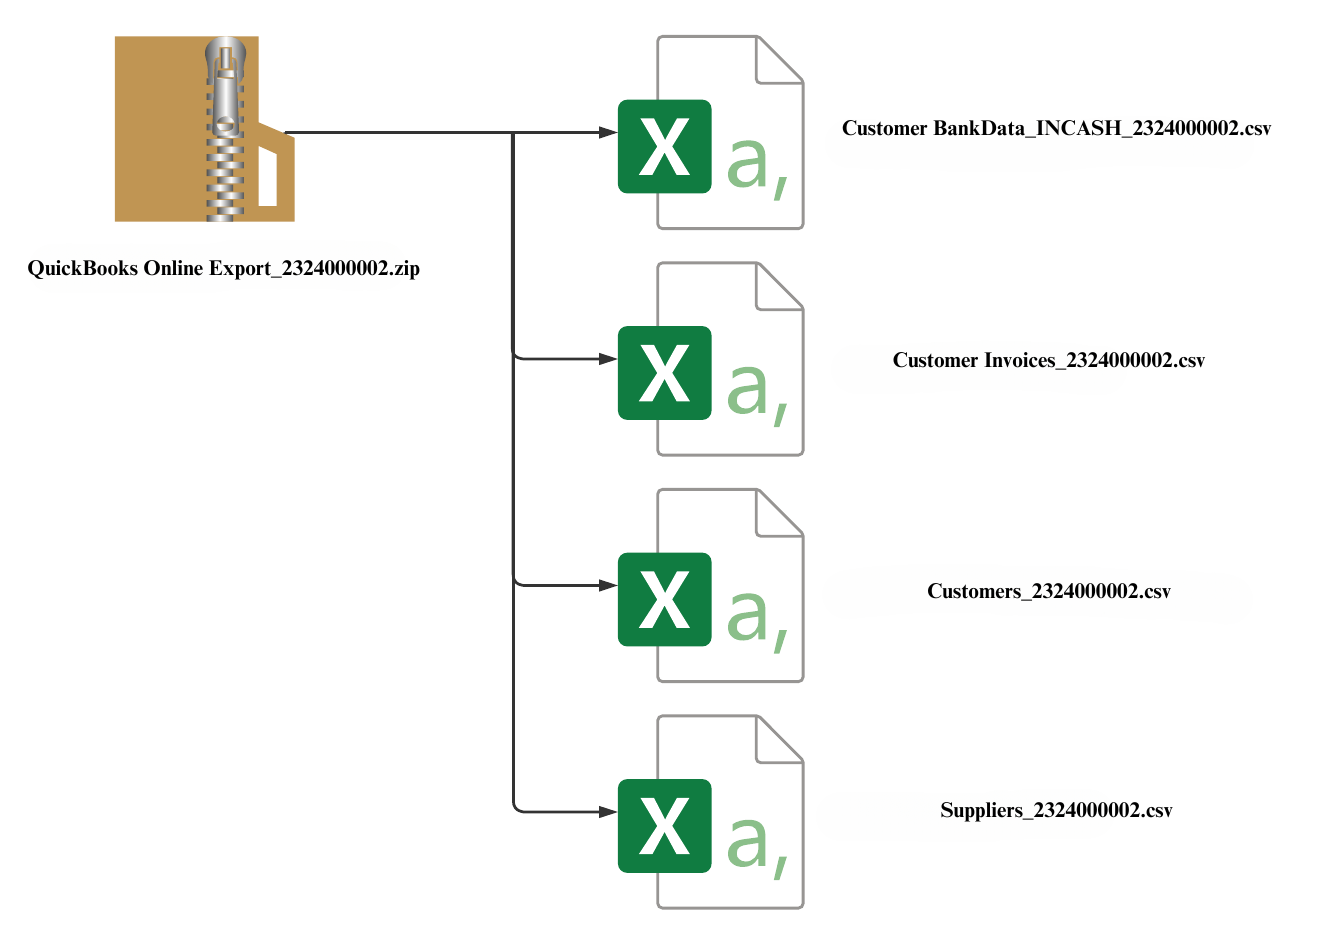 Customer BankData_INCASH_2324000002.csv
X
a,
QuickBooks Online Export_2324000002.zip
Customer Invoices_2324000002.csv
X
a,
Customers_2324000002.csv
X
a,
Suppliers_2324000002.csv
X
a,